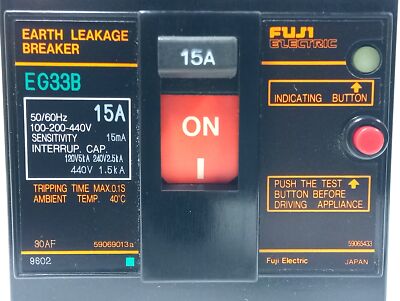 EARTH LEAKAGE
BREAKER
EG33B
50/60Hz 15A
100-200-440V
SENSITIVITY 15mA
INTERRUP. CAP.
120V/5kA 240V2.5kA
440V 1.5kA
TRIPPING TIME MAX.0.1S
AMBIENT TEMP. 40°C
30AF 59069013a
9602
15A
ON
I
FUJI
ELECTRIC
INDICATING BUTTON
PUSH THE TEST
BUTTON BEFORE
DRIVING APPLIANCE
59065433
Fuji Electric JAPAN